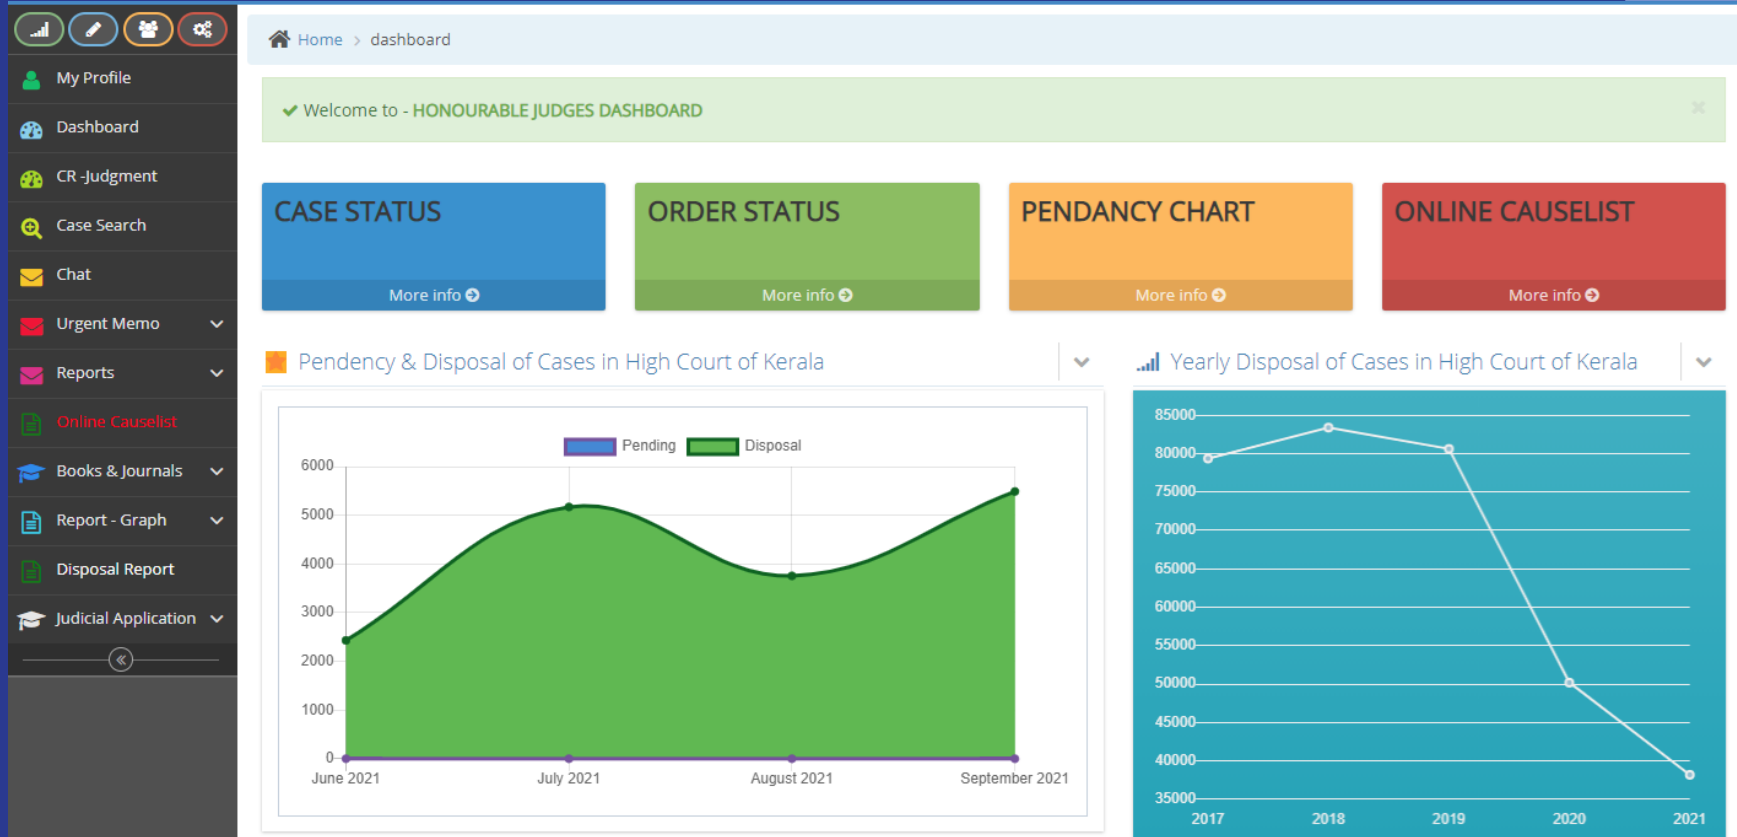 Home > dashboard
My Profile
Dashboard
CR -Judgment
Case Search
Chat
Urgent Memo
Reports
Online Causelist
Books & Journals
Report - Graph
Disposal Report
Judicial Application
Welcome to - HONOURABLE JUDGES DASHBOARD
CASE STATUS
More info
ORDER STATUS
More info
PENDANCY CHART
More info
ONLINE CAUSELIST
More info
Pendency & Disposal of Cases in High Court of Kerala
Pending Disposal
6000
5000
4000
3000
2000
1000
0
June 2021 July 2021 August 2021 September 2021
Yearly Disposal of Cases in High Court of Kerala
85000
80000
75000
70000
65000
60000
55000
50000
45000
40000
35000
2017 2018 2019 2020 2021